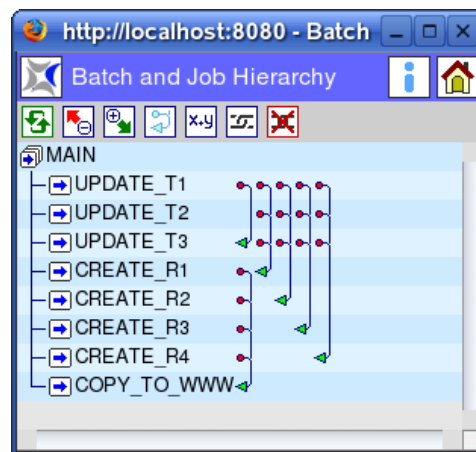 http://localhost:8080 - Batch
Batch and Job Hierarchy
x+y
MAIN
UPDATE_T1
UPDATE_T2
UPDATE_T3
CREATE_R1
CREATE_R2
CREATE_R3
CREATE_R4
COPY_TO_WWW